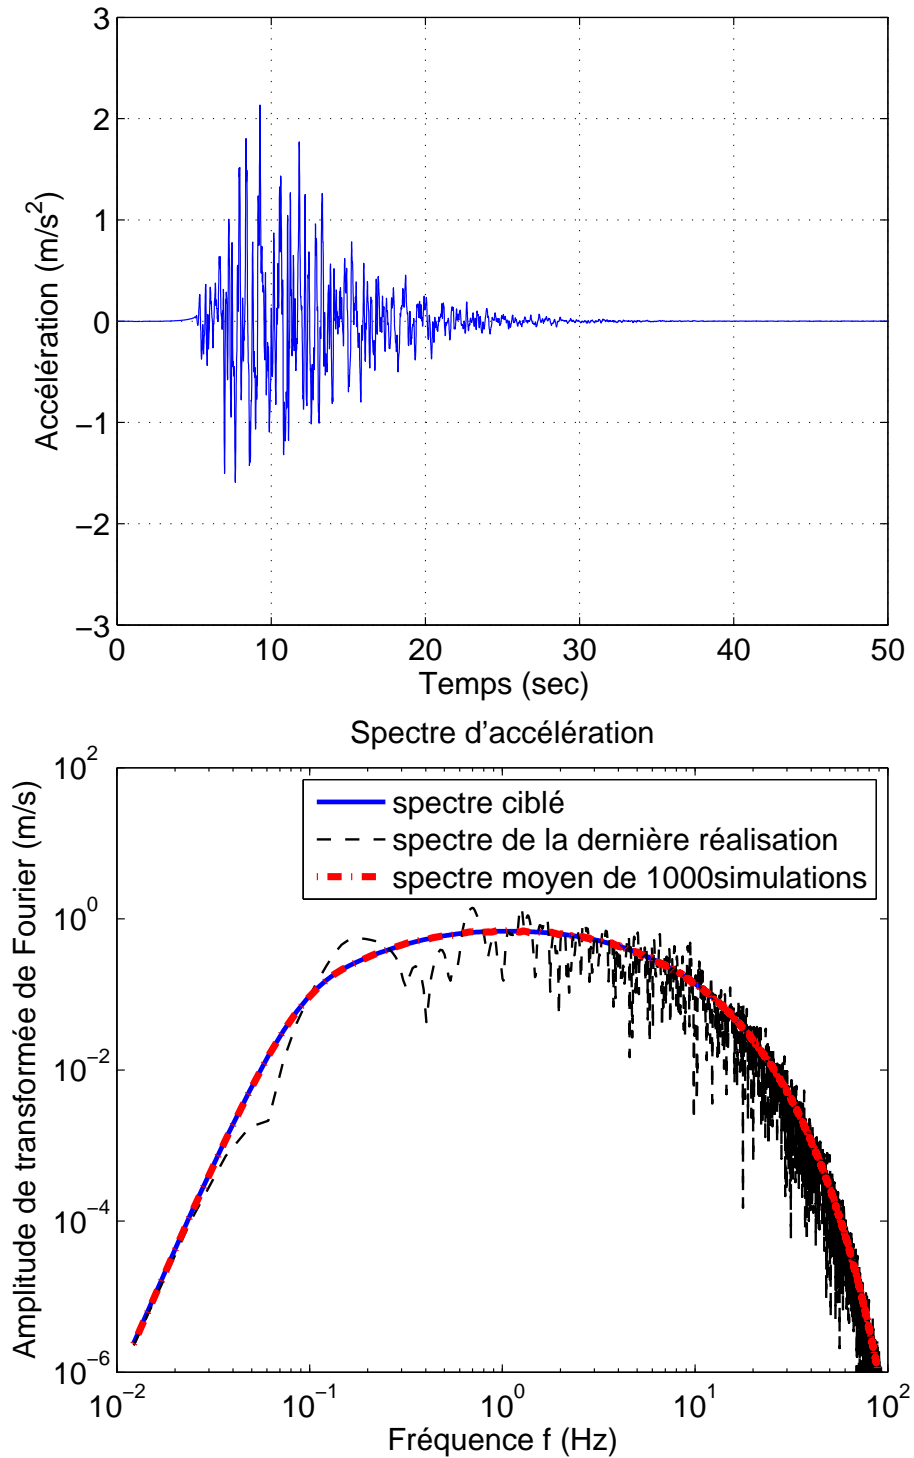 3
2
1
0
−1
−2
−3
Accélération (m/s²)
0 10 20 30 40 50
Temps (sec)
Spectre d'accélération
10² 
10⁰
10⁻²
10⁻⁴
10⁻⁶
Amplitude de transformée de Fourier (m/s)
spectre ciblé
spectre de la dernière réalisation
spectre moyen de 1000simulations
10⁻² 10⁻¹ 10⁰ 10¹ 10²
Fréquence f (Hz)